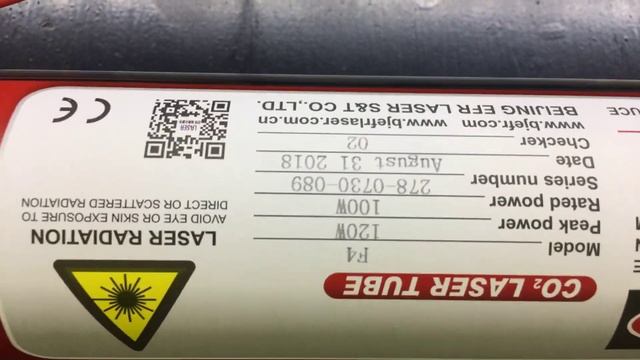 CO₂ LASER TUBE
Model F4
Peak power 120W
Rated power 100W
Series number 278-0730-089
Date August 31 2018
Checker 02
www.bjefr.com www.bjefrlaser.com.cn
BEIJING EFR LASER S&T CO.,LTD.
LASER RADIATION
AVOID EYE OR SKIN EXPOSURE TO
DIRECT OR SCATTERED RADIATION
CE